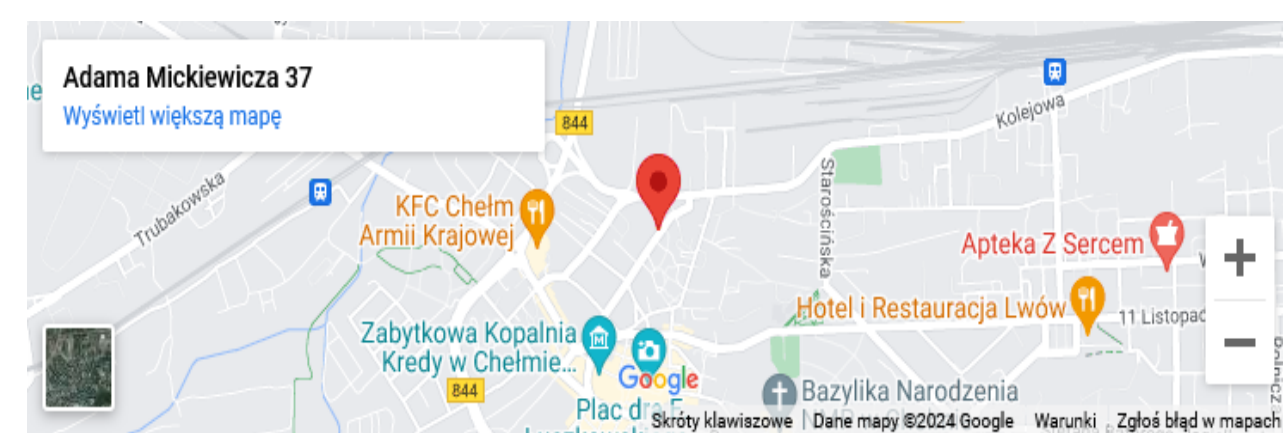 Adama Mickiewicza 37
Wyświetl większą mapę
844
Kolejowa
Trubakowska
KFC Chełm
Armii Krajowej
Starościńska
Apteka Z Sercem
Hotel i Restauracja Lwów
11 Listopad
Zabytkowa Kopalnia
Kredy w Chełmie...
844
Google
Bazylika Narodzenia
Plac dra E
Skróty klawiszowe
Dane mapy ©2024 Google
Warunki
Zgłoś błąd w mapach